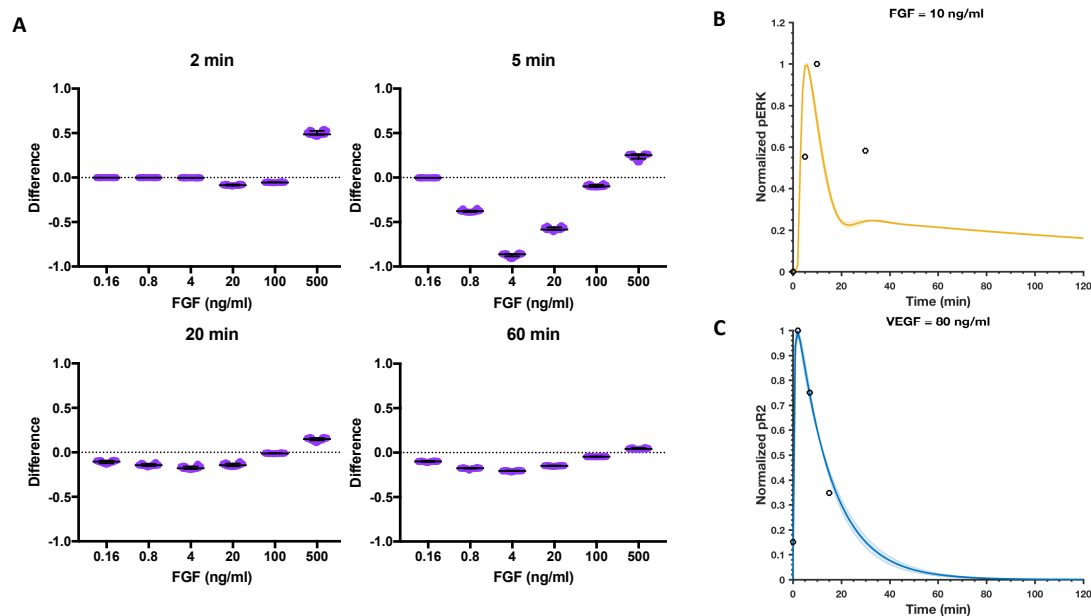 A
2 min
Difference
1.0
0.5
0.0
-0.5
-1.0
0.16 0.8 4 20 100 500
FGF (ng/ml)
5 min
Difference
1.0
0.5
0.0
-0.5
-1.0
0.16 0.8 4 20 100 500
FGF (ng/ml)
20 min
Difference
1.0
0.5
0.0
-0.5
-1.0
0.16 0.8 4 20 100 500
FGF (ng/ml)
60 min
Difference
1.0
0.5
0.0
-0.5
-1.0
0.16 0.8 4 20 100 500
FGF (ng/ml)
B
FGF = 10 ng/ml
Normalized pERK
1.2
1
0.8
0.6
0.4
0.2
0
0 20 40 60 80 100 120
Time (min)
C
VEGF = 80 ng/ml
Normalized pR2
1
0.9
0.8
0.7
0.6
0.5
0.4
0.3
0.2
0.1
0
0 20 40 60 80 100 120
Time (min)